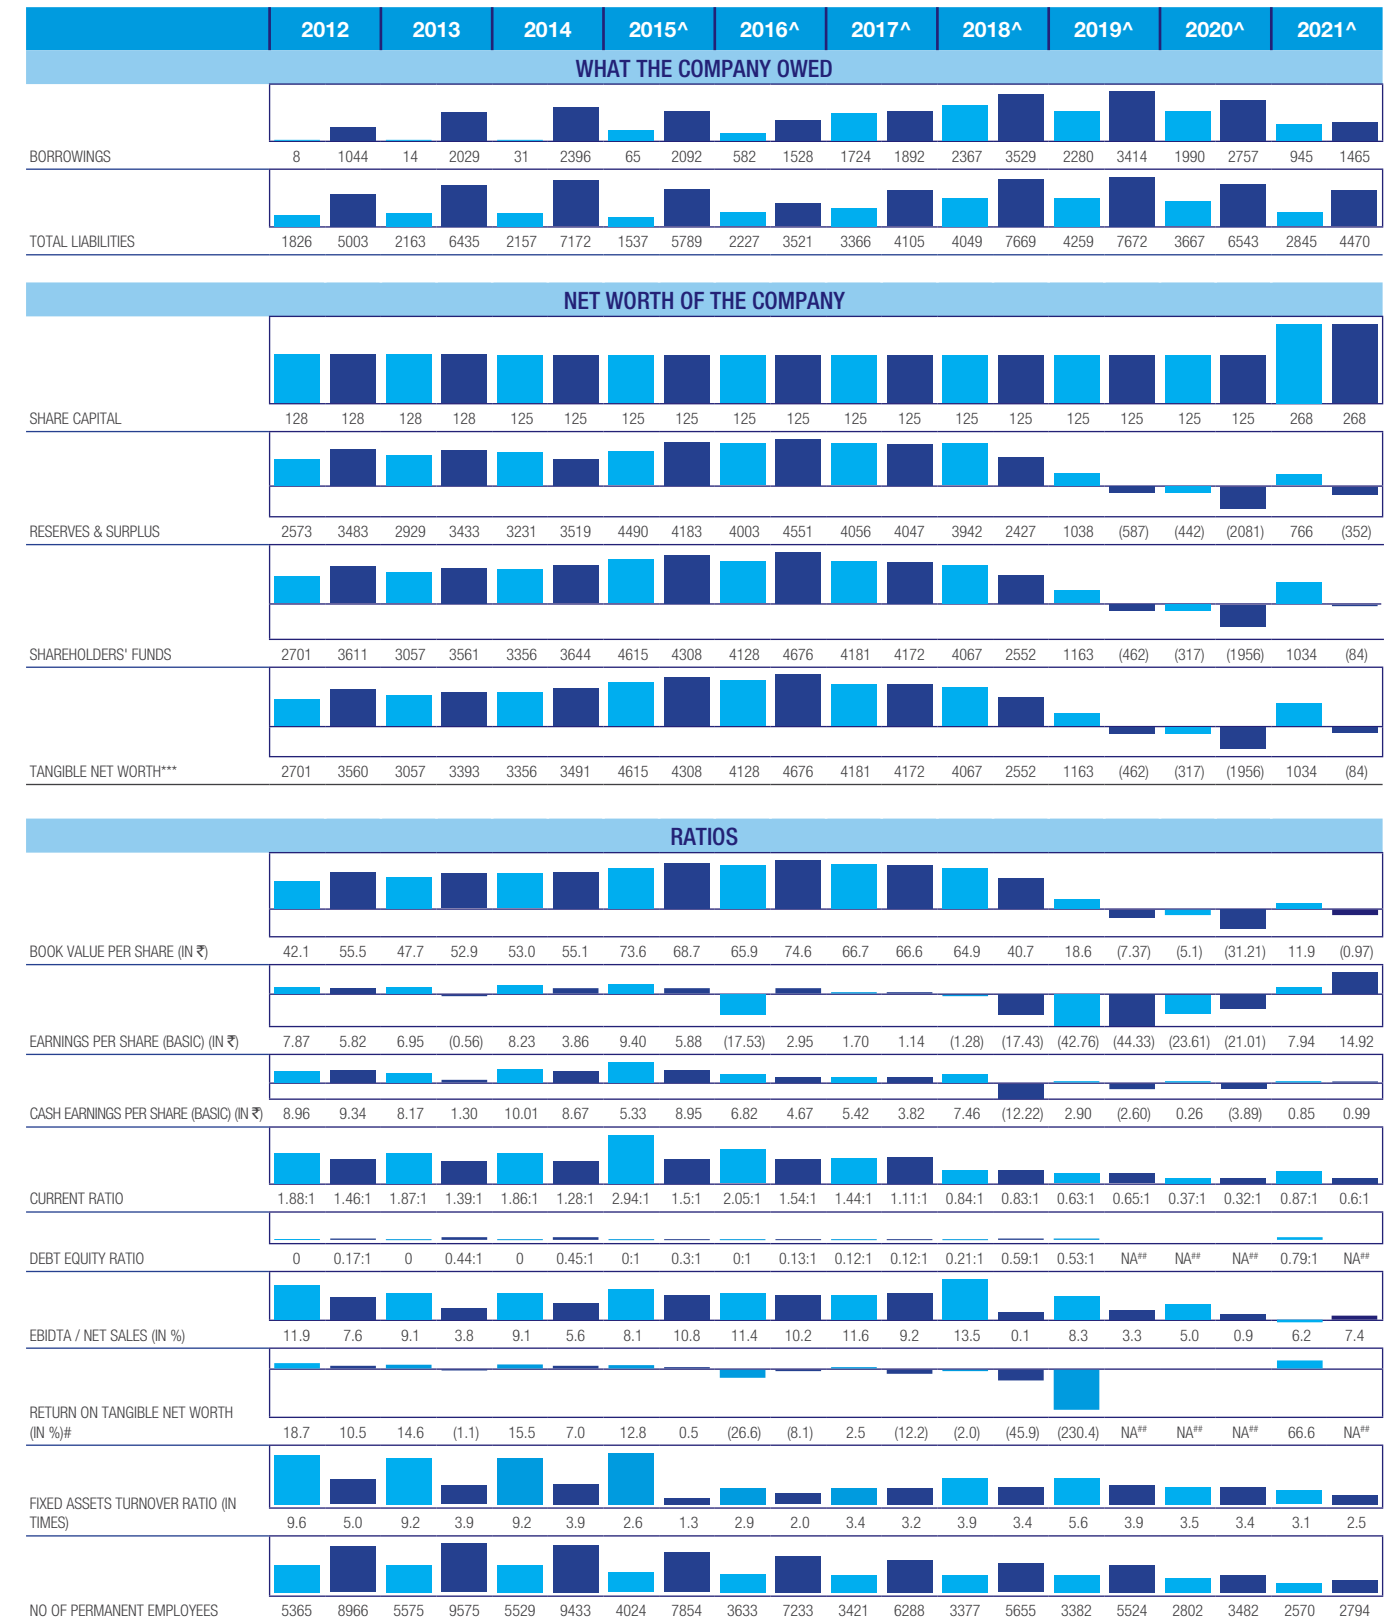 2012 2013 2014 2015^ 2016^ 2017^ 2018^ 2019^ 2020^ 2021^
WHAT THE COMPANY OWED
BORROWINGS 8 1044 14 2029 31 2396 65 2092 582 1528 1724 1892 2367 3529 2280 3414 1990 2757 945 1465
TOTAL LIABILITIES 1826 5003 2163 6435 2157 7172 1537 5789 2227 3521 3366 4105 4049 7669 4259 7672 3667 6543 2845 4470
NET WORTH OF THE COMPANY
SHARE CAPITAL 128 128 128 128 125 125 125 125 125 125 125 125 125 125 125 125 125 125 268 268
RESERVES & SURPLUS 2573 3483 2929 3433 3231 3519 4490 4183 4003 4551 4056 4047 3942 2427 1038 (587) (442) (2081) 766 (352)
SHAREHOLDERS' FUNDS 2701 3611 3057 3561 3356 3644 4615 4308 4128 4676 4181 4172 4067 2552 1163 (462) (317) (1956) 1034 (84)
TANGIBLE NET WORTH*** 2701 3560 3057 3393 3356 3491 4615 4308 4128 4676 4181 4172 4067 2552 1163 (462) (317) (1956) 1034 (84)
RATIOS
BOOK VALUE PER SHARE (IN ₹) 42.1 55.5 47.7 52.9 53.0 55.1 73.6 68.7 65.9 74.6 66.7 66.6 64.9 40.7 18.6 (7.37) (5.1) (31.21) 11.9 (0.97)
EARNINGS PER SHARE (BASIC) (IN ₹) 7.87 5.82 6.95 (0.56) 8.23 3.86 9.40 5.88 (17.53) 2.95 1.70 1.14 (1.28) (17.43) (42.76) (44.33) (23.61) (21.01) 7.94 14.92
CASH EARNINGS PER SHARE (BASIC) (IN ₹) 8.96 9.34 8.17 1.30 10.01 8.67 5.33 8.95 6.82 4.67 5.42 3.82 7.46 (12.22) 2.90 (2.60) 0.26 (3.89) 0.85 0.99
CURRENT RATIO 1.88:1 1.46:1 1.87:1 1.39:1 1.86:1 1.28:1 2.94:1 1.5:1 2.05:1 1.54:1 1.44:1 1.11:1 0.84:1 0.83:1 0.63:1 0.65:1 0.37:1 0.32:1 0.87:1 0.6:1
DEBT EQUITY RATIO 0 0.17:1 0 0.44:1 0 0.45:1 0:1 0.3:1 0:1 0.13:1 0.12:1 0.12:1 0.21:1 0.59:1 0.53:1 NA## NA## NA## 0.79:1 NA##
EBIDTA / NET SALES (IN %) 11.9 7.6 9.1 3.8 9.1 5.6 8.1 10.8 11.4 10.2 11.6 9.2 13.5 0.1 8.3 3.3 5.0 0.9 6.2 7.4
RETURN ON TANGIBLE NET WORTH
(IN %)# 18.7 10.5 14.6 (1.1) 15.5 7.0 12.8 0.5 (26.6) (8.1) 2.5 (12.2) (2.0) (45.9) (230.4) NA## NA## NA## 66.6 NA##
FIXED ASSETS TURNOVER RATIO (IN
TIMES) 9.6 5.0 9.2 3.9 9.2 3.9 2.6 1.3 2.9 2.0 3.4 3.2 3.9 3.4 5.6 3.9 3.5 3.4 3.1 2.5
NO OF PERMANENT EMPLOYEES 5365 8966 5575 9575 5529 9433 4024 7854 3633 7233 3421 6288 3377 5655 3382 5524 2802 3482 2570 2794